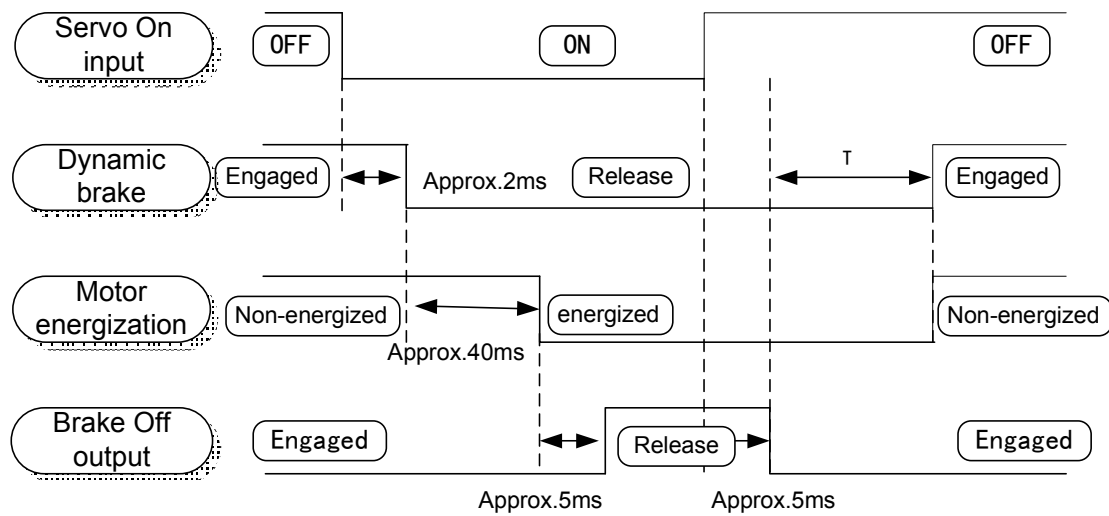 Servo On
input
OFF
ON
OFF
Dynamic
brake
Engaged
Approx.2ms
Release
T
Engaged
Motor
energization
Non-energized
energized
Non-energized
Approx.40ms
Brake Off
output
Engaged
Release
Engaged
Approx.5ms
Approx.5ms